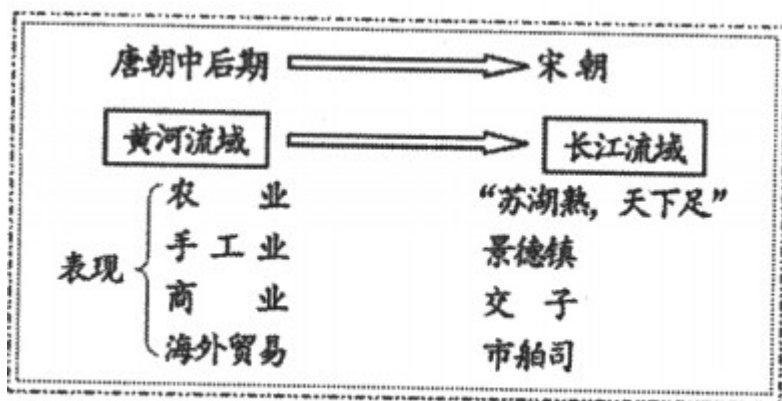 唐朝中后期 宋朝
黄河流域 长江流域
农业 “苏湖熟，天下足”
表现 手工业 景德镇
商业 交子
海外贸易 市舶司